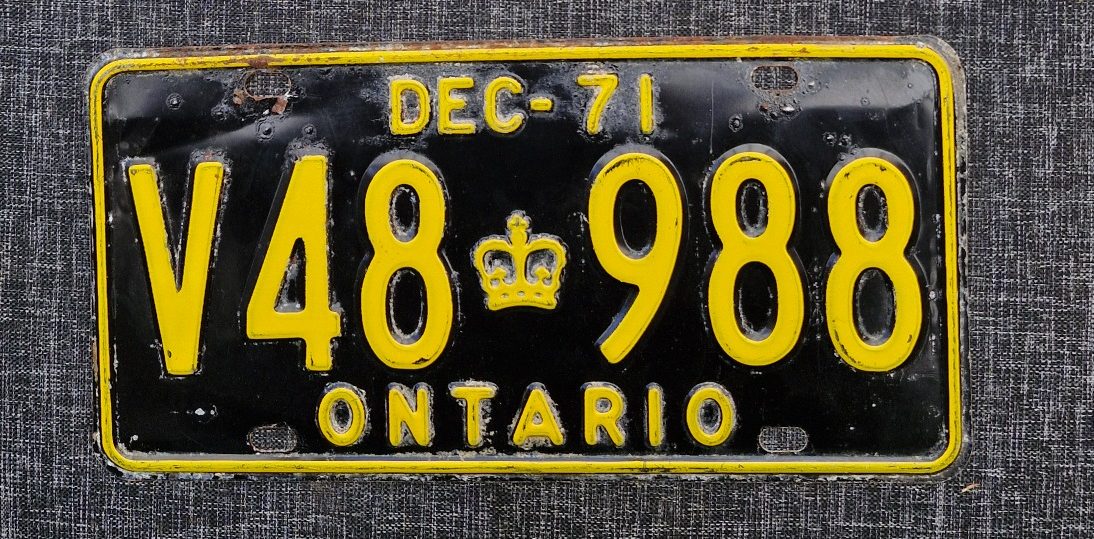 DEC-71
V48 988
ONTARIO